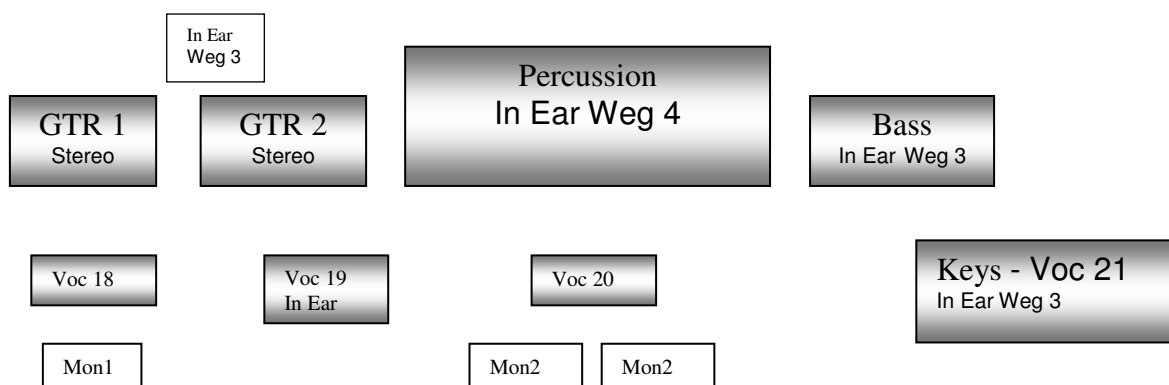 In Ear
Weg 3
Percussion
In Ear Weg 4
GTR 1
Stereo
GTR 2
Stereo
Bass
In Ear Weg 3
Voc 18
Voc 19
In Ear
Voc 20
Keys - Voc 21
In Ear Weg 3
Mon1
Mon2
Mon2